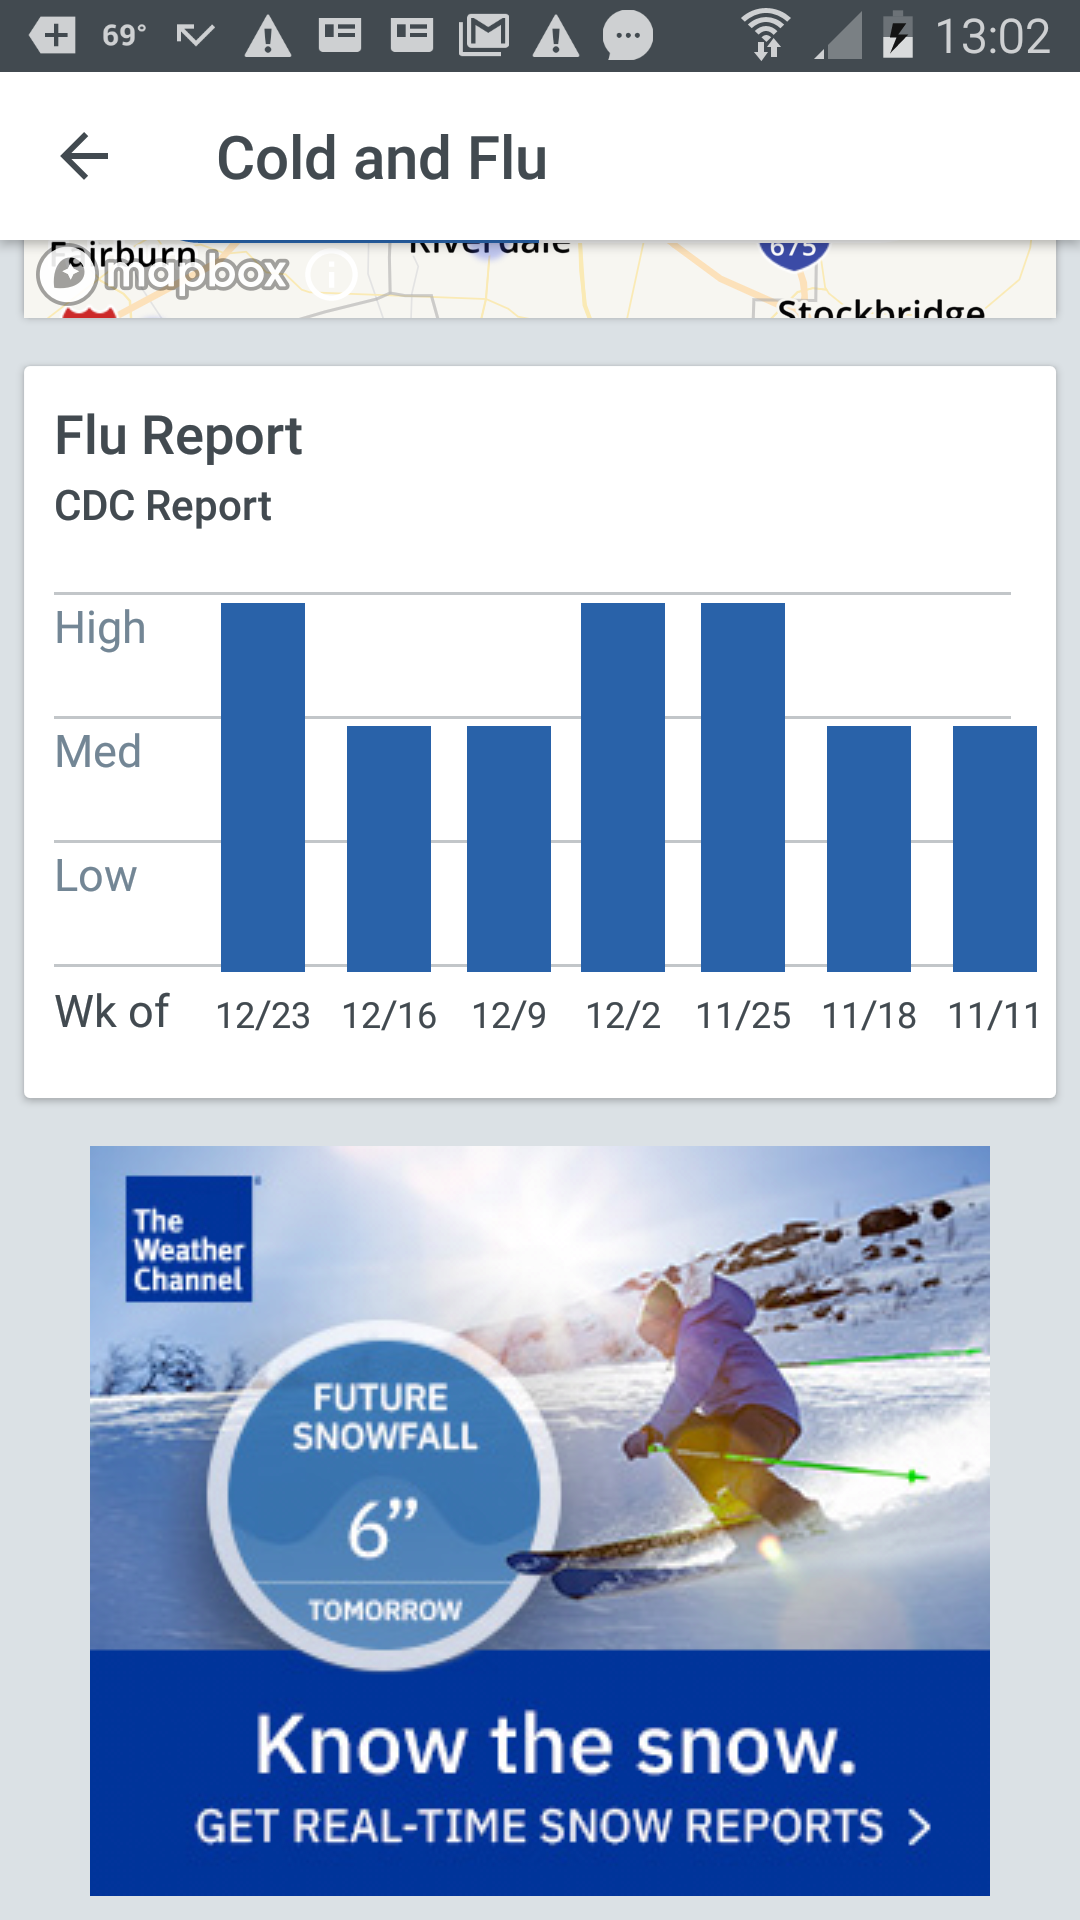 69° 13:02
Cold and Flu
Fairburn Riverdale 675
mapbox
Stockbridge
Flu Report
CDC Report
High
Med
Low
Wk of 12/23 12/16 12/9 12/2 11/25 11/18 11/11
The
Weather
Channel
FUTURE
SNOWFALL
6”
TOMORROW
Know the snow.
GET REAL-TIME SNOW REPORTS >